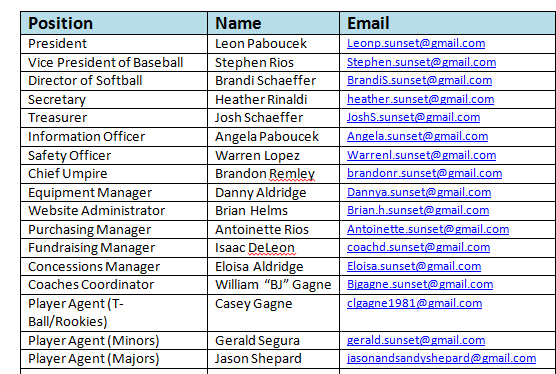 Position Name Email
President Leon Paboucek Leonp.sunset@gmail.com
Vice President of Baseball Stephen Rios Stephen.sunset@gmail.com
Director of Softball Brandi Schaeffer BrandiS.sunset@gmail.com
Secretary Heather Rinaldi heather.sunset@gmail.com
Treasurer Josh Schaeffer JoshS.sunset@gmail.com
Information Officer Angela Paboucek Angela.sunset@gmail.com
Safety Officer Warren Lopez Warrenl.sunset@gmail.com
Chief Umpire Brandon Remley brandonr.sunset@gmail.com
Equipment Manager Danny Aldridge Dannya.sunset@gmail.com
Website Administrator Brian Helms Brian.h.sunset@gmail.com
Purchasing Manager Antoinette Rios Antoinette.sunset@gmail.com
Fundraising Manager Isaac DeLeon coachd.sunset@gmail.com
Concessions Manager Eloisa Aldridge Eloisa.sunset@gmail.com
Coaches Coordinator William “BJ” Gagne Bjgagne.sunset@gmail.com
Player Agent (T- Casey Gagne clgagne1981@gmail.com
Ball/Rookies)
Player Agent (Minors) Gerald Segura gerald.sunset@gmail.com
Player Agent (Majors) Jason Shepard jasonandsandyshepard@gmail.com